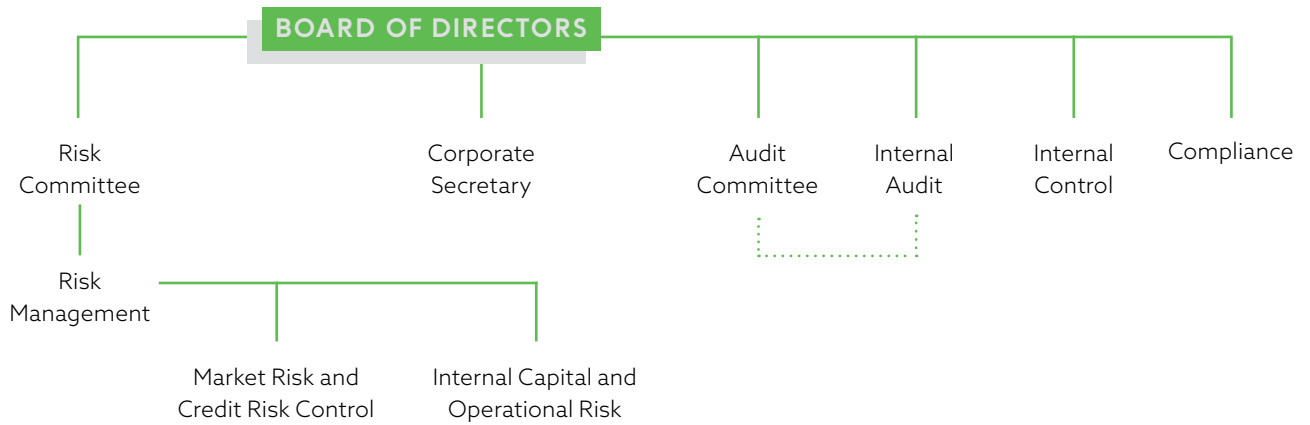 BOARD OF DIRECTORS
Risk
Committee
Corporate
Secretary
Audit
Committee
Internal
Audit
Internal
Control
Compliance
Risk
Management
Market Risk and
Credit Risk Control
Internal Capital and
Operational Risk